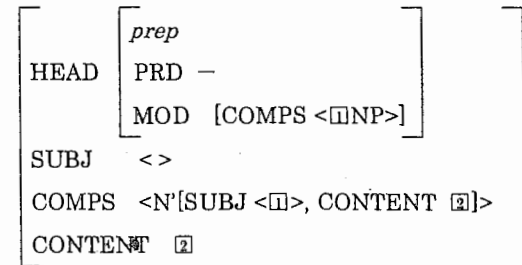 prep
HEAD PRD −
MOD [COMPS <1NP>]
SUBJ < >
COMPS <N'[SUBJ <1>, CONTENT 2]>
CONTENT 2